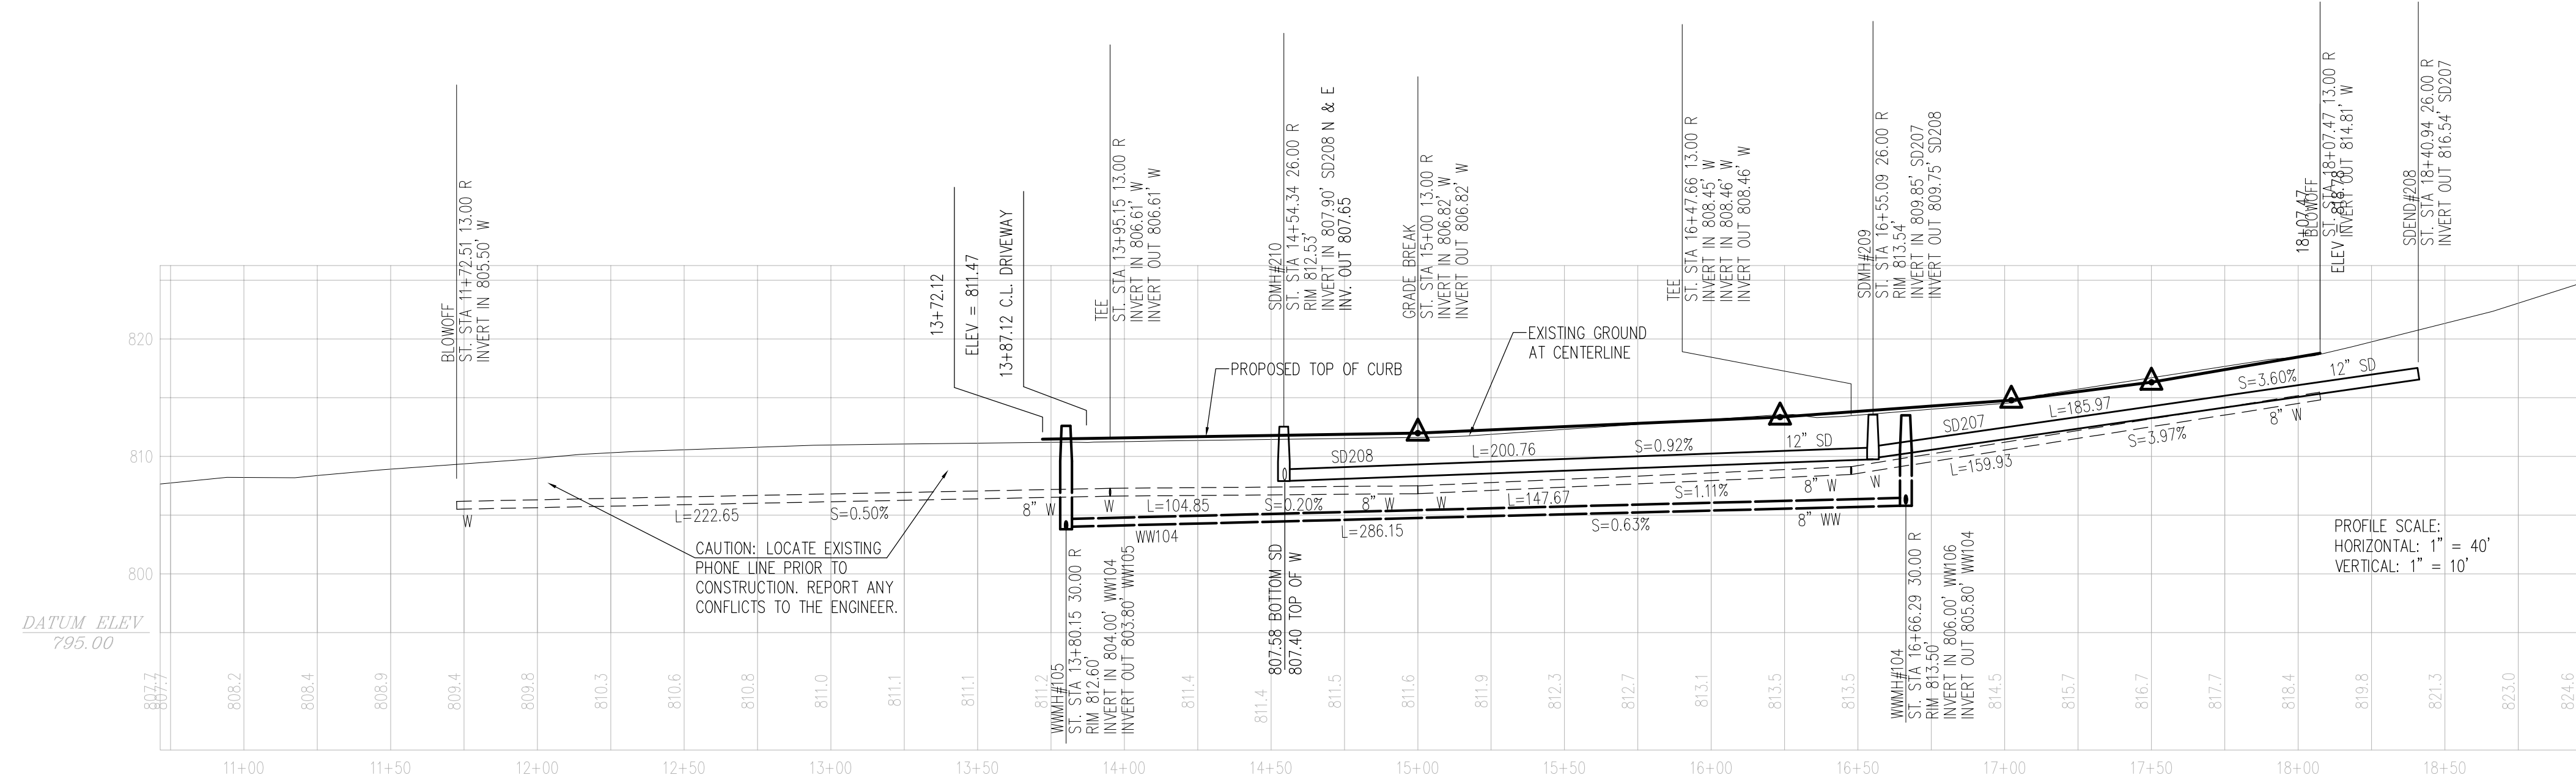 BLOWOFF
ST. STA 11+72.51 13.00 R
INVERT IN 805.50' W
13+72.12
ELEV = 811.47
13+87.12 C.L. DRIVEWAY
TEE
ST. STA 13+95.15 13.00 R
INVERT IN 806.61' W
INVERT OUT 806.61' W
SDMH#210
ST. STA 14+54.34 26.00 R
RIM 812.53'
INVERT IN 807.90' SD208 N & E
INV. OUT 807.65
GRADE BREAK
ST. STA 15+00 13.00 R
INVERT IN 806.82' W
INVERT OUT 806.82' W
TEE
ST. STA 16+47.66 13.00 R
INVERT IN 808.45' W
INVERT IN 808.46' W
INVERT OUT 808.46' W
SDMH#209
ST. STA 16+55.09 26.00 R
RIM 813.54'
INVERT IN 809.85' SD207
INVERT OUT 809.75' SD208
18+07.47
BLOWOFF
ST. STA 18+07.47 13.00 R
ELEV = 818.78
INVERT OUT 814.81' W
SDEND#208
ST. STA 18+40.94 26.00 R
INVERT OUT 816.54' SD207
820
810
800
DATUM ELEV
795.00
PROPOSED TOP OF CURB
EXISTING GROUND
AT CENTERLINE
SD208
L=200.76
S=0.92%
12" SD
SD207
L=185.97
S=3.60%
12" SD
W
L=222.65
S=0.50%
8" W
W
L=104.85
S=0.20%
8" W
W
L=147.67
S=1.11%
8" W
W
L=159.93
S=3.97%
8" W
WW104
L=286.15
S=0.63%
8" WW
CAUTION: LOCATE EXISTING
PHONE LINE PRIOR TO
CONSTRUCTION. REPORT ANY
CONFLICTS TO THE ENGINEER.
WWMH#105
ST. STA 13+80.15 30.00 R
RIM 812.60'
INVERT IN 804.00' WW104
INVERT OUT 803.80' WW105
807.58 BOTTOM SD
807.40 TOP OF W
WWMH#104
ST. STA 16+66.29 30.00 R
RIM 813.50'
INVERT IN 806.00' WW106
INVERT OUT 805.80' WW104
PROFILE SCALE:
HORIZONTAL: 1" = 40'
VERTICAL: 1" = 10'
807.7
807.7
808.2
808.4
808.9
809.4
809.8
810.3
810.6
810.8
811.0
811.1
811.1
811.2
811.4
811.4
811.5
811.6
811.9
812.3
812.7
813.1
813.5
813.5
814.5
815.7
816.7
817.7
818.4
819.8
821.3
823.0
824.6
11+00
11+50
12+00
12+50
13+00
13+50
14+00
14+50
15+00
15+50
16+00
16+50
17+00
17+50
18+00
18+50